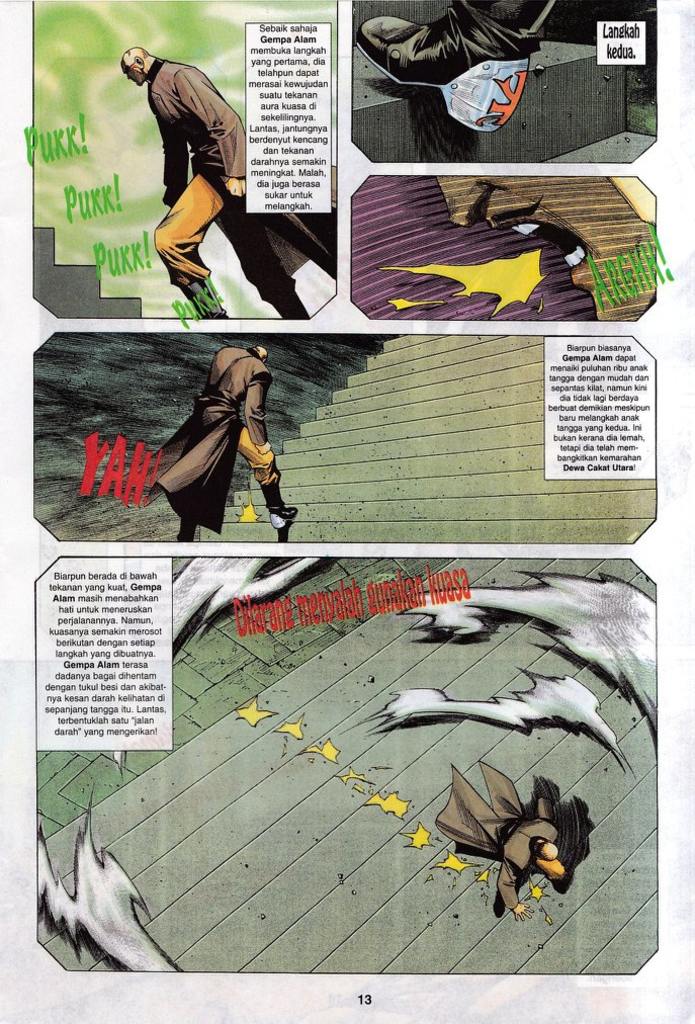 Sebaik sahaja
Gempa Alam
membuka langkah
yang pertama, dia
telahpun dapat
merasai kewujudan
suatu tekanan
aura kuasa di
sekelilingnya.
Lantas, jantungnya
berdenyut kencang
dan tekanan
darahnya semakin
meningkat. Malah,
dia juga berasa
sukar untuk
melangkah.
PUKK!
PUKK!
PUKK!
PUKK!
Langkah
kedua.
ARGHH!
Biarpun biasanya
Gempa Alam dapat
menaiki puluhan ribu anak
tangga dengan mudah dan
sepantas kilat, namun kini
dia tidak lagi berdaya
berbuat demikian meskipun
baru melangkah anak
tangga yang kedua. Ini
bukan kerana dia lemah,
tetapi dia telah mem-
bangkitkan kemarahan
Dewa Cakat Utara!
YAH!
Biarpun berada di bawah
tekanan yang kuat, Gempa
Alam masih menabahkan
hati untuk meneruskan
perjalanannya. Namun,
kuasanya semakin merosot
berikutan dengan setiap
langkah yang dibuatnya.
Gempa Alam terasa
dadanya bagai dihentam
dengan tukul besi dan akibat-
nya kesan darah kelihatan di
sepanjang tangga itu. Lantas,
terbentuklah satu "jalan
darah" yang mengerikan!
Dilarang menyalah gunakan kuasa
13